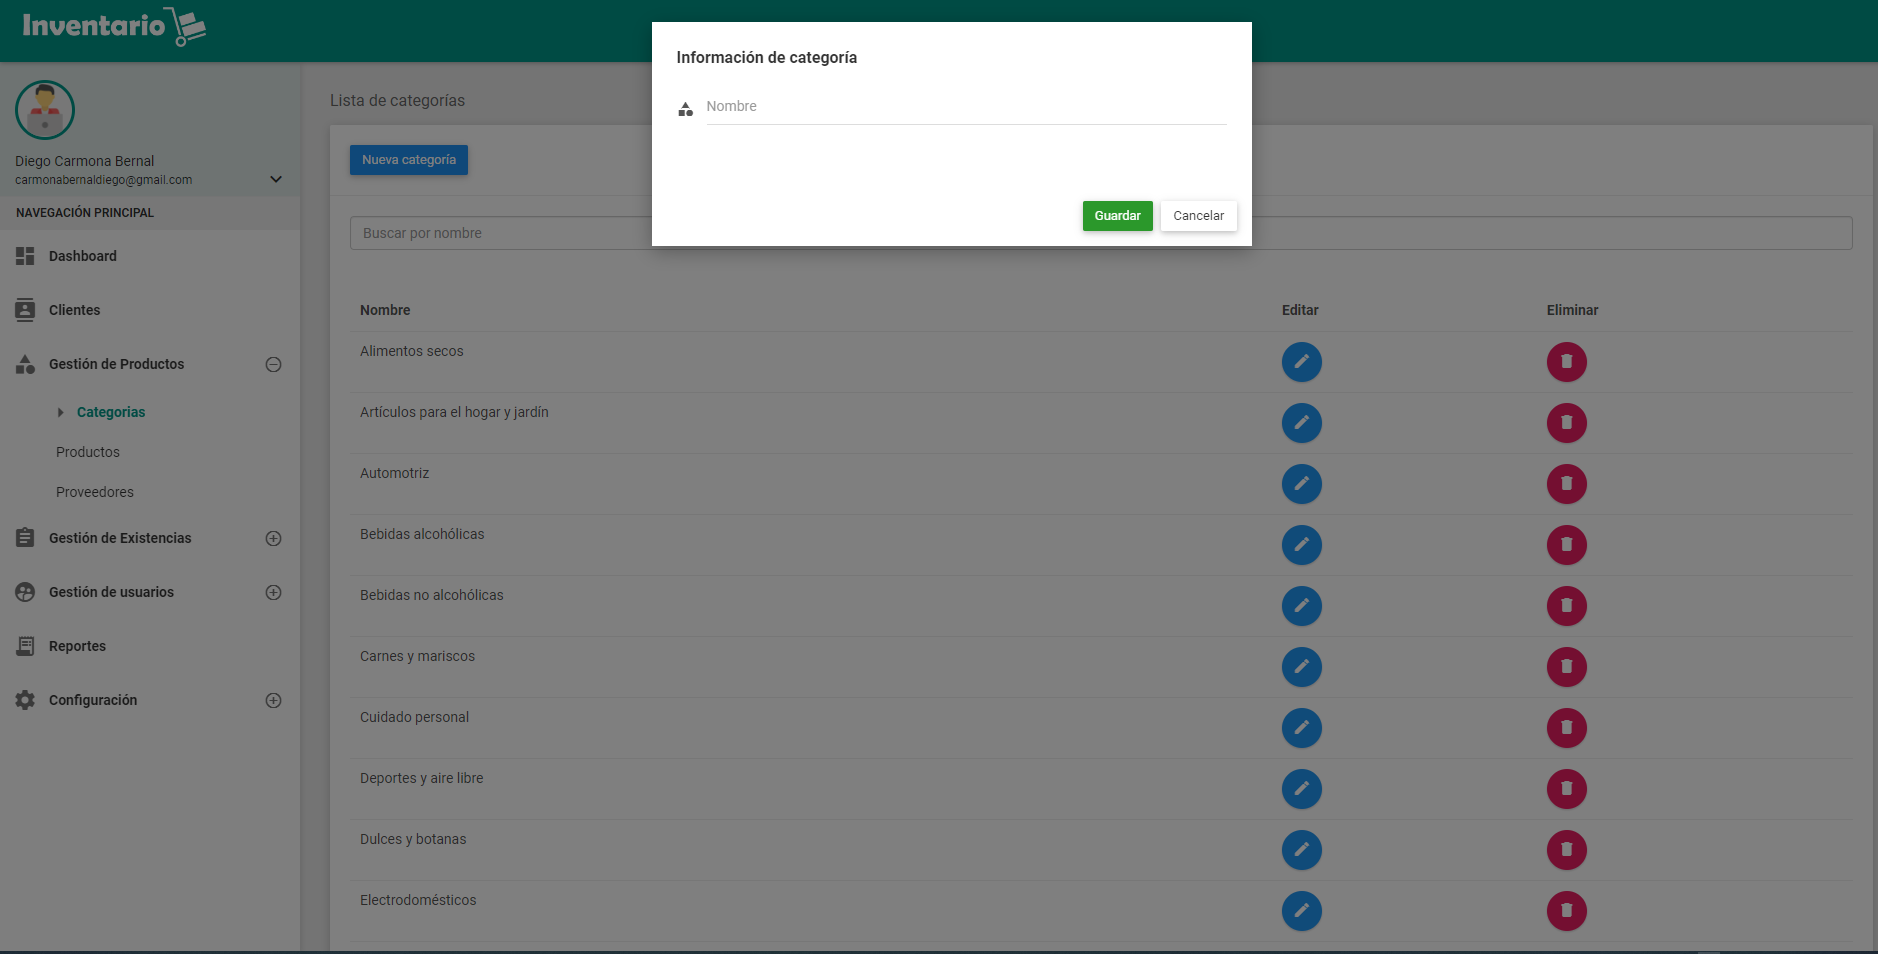 Inventario
Diego Carmona Bernal
carmonabernaldiego@gmail.com
NAVEGACIÓN PRINCIPAL
Dashboard
Clientes
Gestión de Productos
Categorias
Productos
Proveedores
Gestión de Existencias
Gestión de usuarios
Reportes
Configuración
Lista de categorías
Nueva categoría
Buscar por nombre
Información de categoría
Nombre
Guardar Cancelar
Nombre Editar Eliminar
Alimentos secos
Artículos para el hogar y jardín
Automotriz
Bebidas alcohólicas
Bebidas no alcohólicas
Carnes y mariscos
Cuidado personal
Deportes y aire libre
Dulces y botanas
Electrodomésticos